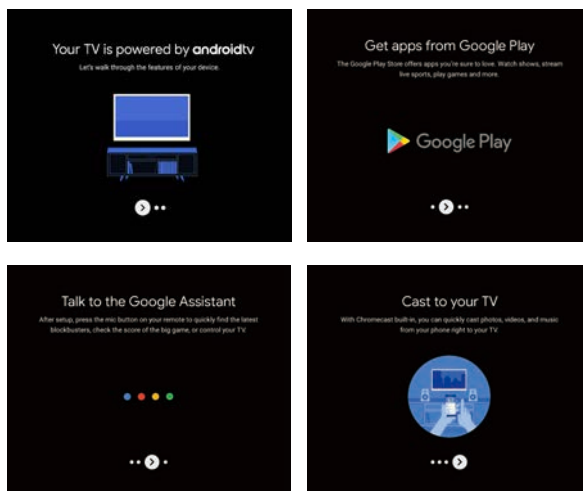 Your TV is powered by androidtv
Let's walk through the features of your device.
Get apps from Google Play
The Google Play Store offers apps you're sure to love. Watch shows, stream
live sports, play games and more.
Google Play
Talk to the Google Assistant
After setup, press the mic button on your remote to quickly find the latest
blockbusters, check the score of the big game, or control your TV.
Cast to your TV
With Chromecast built-in, you can quickly cast photos, videos, and music
from your phone right to your TV.